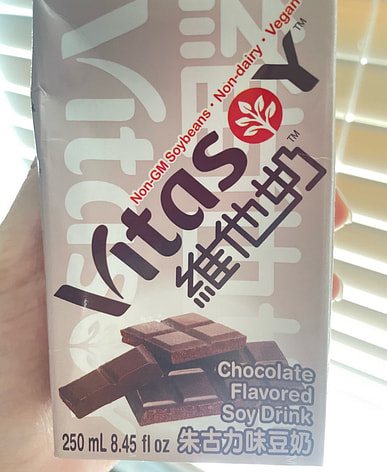 Non-GM Soybeans • Non-dairy • Vegan
Vitasoy™
維他奶™
Chocolate
Flavored
Soy Drink
250 mL 8.45 fl oz 朱古力味豆奶